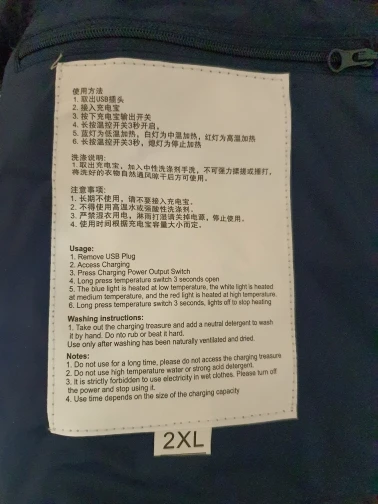 使用方法
1. 取出USB插头
2. 接入充电宝
3. 按下充电宝输出开关
4. 长按温控开关3秒开启。
5. 蓝灯为低温加热，白灯为中温加热，红灯为高温加热
6. 长按温控开关3秒，熄灯为停止加热
洗涤说明:
1. 取出充电宝，加入中性洗涤剂手洗，不可强力揉搓或捶打。
将洗好的衣物自然通风晾干后方可使用。
注意事项:
1. 长期不使用，请不要接入充电宝。
2. 不得使用高温水或强酸性洗涤剂.
3. 严禁湿衣用电，淋雨打湿请关掉电源，停止使用。
4. 使用时间根据充电宝容量大小而定。
Usage:
1. Remove USB Plug
2. Access Charging
3. Press Charging Power Output Switch
4. Long press temperature switch 3 seconds open
5. The blue light is heated at low temperature, the white light is heated
at medium temperature, and the red light is heated at high temperature.
6. Long press temperature switch 3 seconds, lights off to stop heating
Washing instructions:
1. Take out the charging treasure and add a neutral detergent to wash
it by hand. Do nto rub or beat it hard.
Use only after washing has been naturally ventilated and dried.
Notes:
1. Do not use for a long time, please do not access the charging treasure
2. Do not use high temperature water or strong acid detergent.
3. It is strictly forbidden to use electricity in wet clothes. Please turn off
the power and stop using it.
4. Use time depends on the size of the charging capacity
2XL